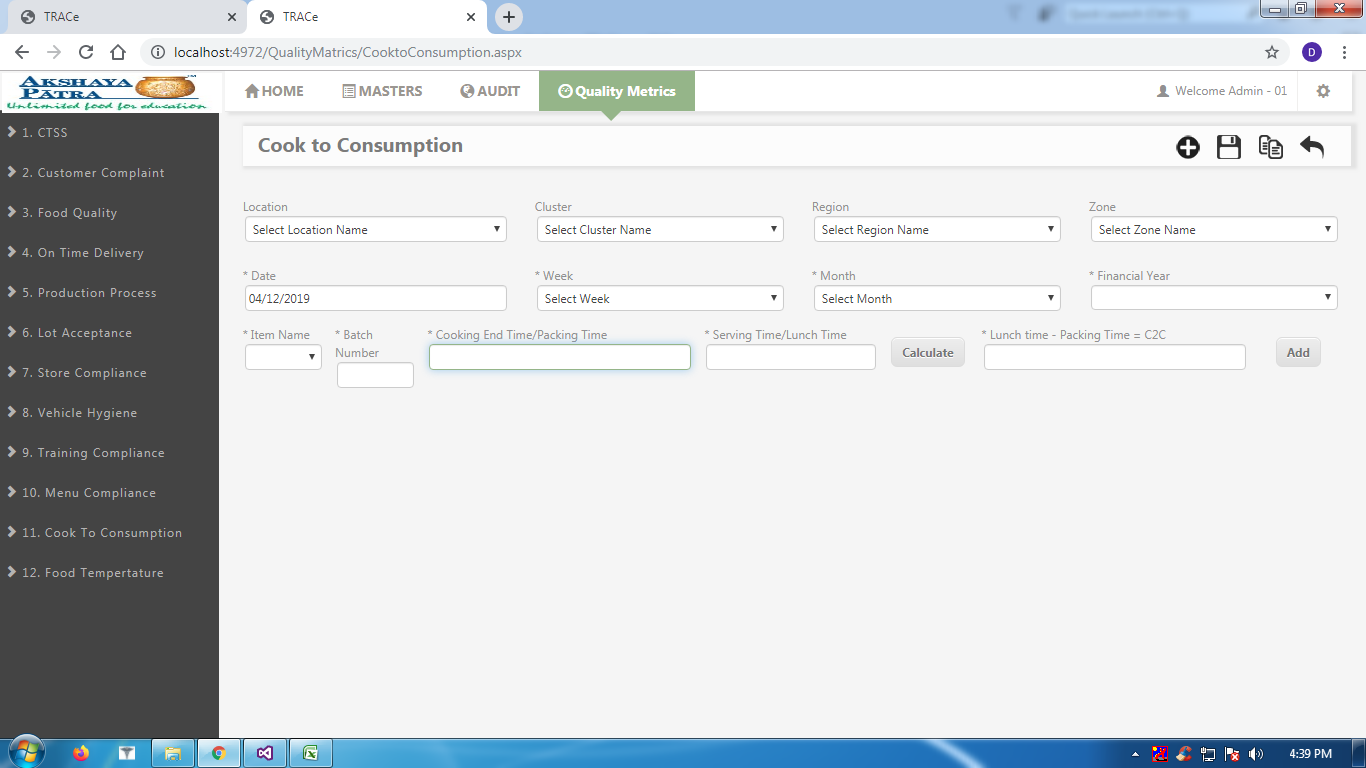 TRACe
TRACe
localhost:4972/QualityMatrics/CooktoConsumption.aspx
D
AKSHAYA PATRA
TM
Unlimited food for education
HOME
MASTERS
AUDIT
Quality Metrics
Welcome Admin - 01
1. CTSS
2. Customer Complaint
3. Food Quality
4. On Time Delivery
5. Production Process
6. Lot Acceptance
7. Store Compliance
8. Vehicle Hygiene
9. Training Compliance
10. Menu Compliance
11. Cook To Consumption
12. Food Tempertature
Cook to Consumption
Location
Cluster
Region
Zone
Select Location Name
Select Cluster Name
Select Region Name
Select Zone Name
* Date
* Week
* Month
* Financial Year
04/12/2019
Select Week
Select Month
* Item Name
* Batch Number
* Cooking End Time/Packing Time
* Serving Time/Lunch Time
Calculate
* Lunch time - Packing Time = C2C
Add
4:39 PM